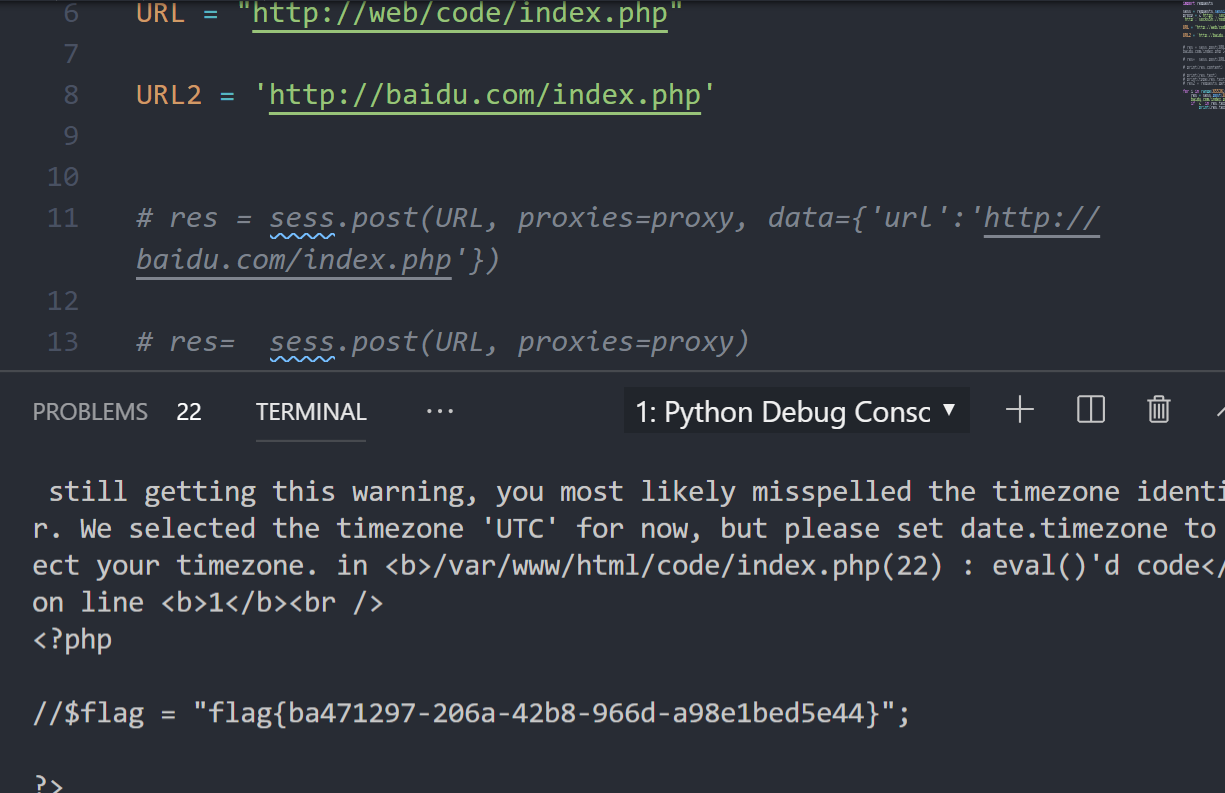 6 URL = "http://web/code/index.php"
7
8 URL2 = 'http://baidu.com/index.php'
9
10
11 # res = sess.post(URL, proxies=proxy, data={'url':'http://
baidu.com/index.php'})
12
13 # res=  sess.post(URL, proxies=proxy)
PROBLEMS 22 TERMINAL ··· 1: Python Debug Consc
still getting this warning, you most likely misspelled the timezone identi
r. We selected the timezone 'UTC' for now, but please set date.timezone to
ect your timezone. in <b>/var/www/html/code/index.php(22) : eval()'d code</
on line <b>1</b><br />
<?php
//$flag = "flag{ba471297-206a-42b8-966d-a98e1bed5e44}";
?>